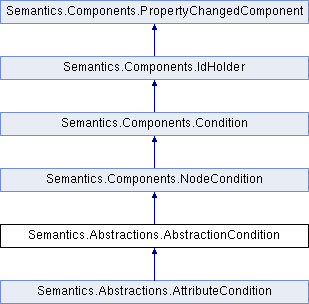 Semantics.Components.PropertyChangedComponent
Semantics.Components.IdHolder
Semantics.Components.Condition
Semantics.Components.NodeCondition
Semantics.Abstractions.AbstractionCondition
Semantics.Abstractions.AttributeCondition